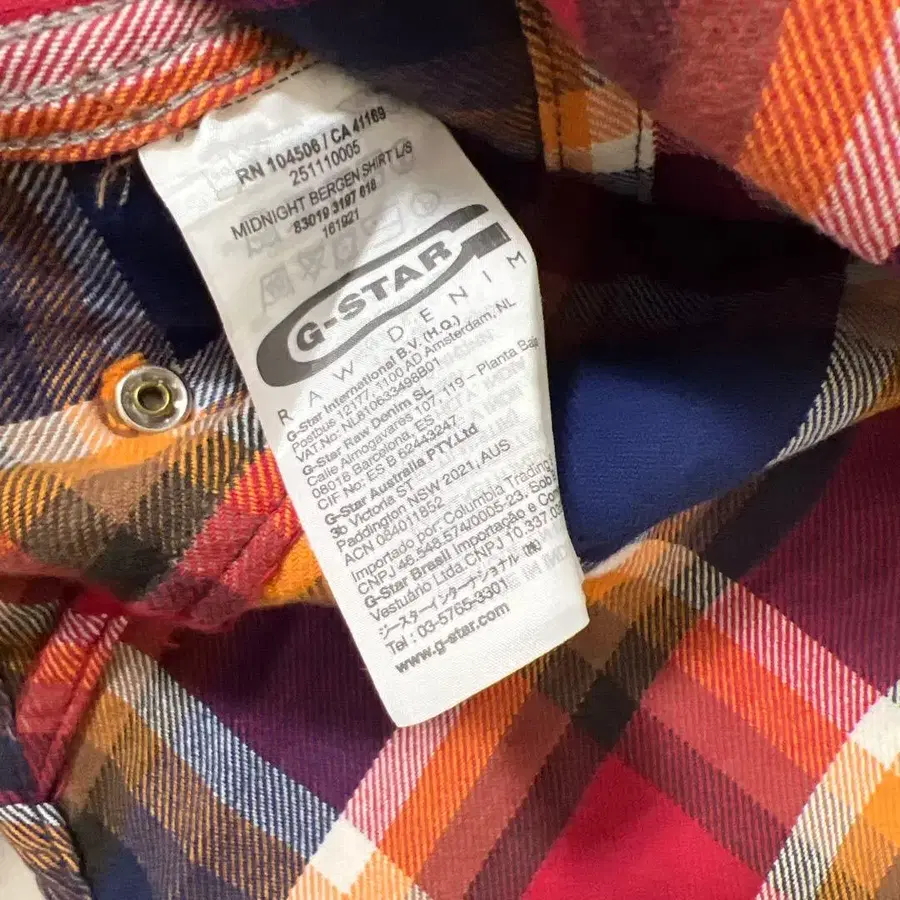 RN 104506 / CA 41169
251110005
MIDNIGHT BERGEN SHIRT L/S
83019 3197 618
161921
G-STAR
RAW DENIM
G-Star International B.V. (H.Q.)
Postbus 12177, 1100 AD Amsterdam, NL
VAT.No: NL810633498B01
G-Star Raw Denim SL
Calle Almogavares 107, 119 – Planta Baja
08018 Barcelona, ES
CIF No: ES B 62443247
G-Star Australia PTY.Ltd
3b Victoria ST
Paddington NSW 2021, AUS
ACN 084011852
Importado por: Columbia Trading
CNPJ 46.548.574/0005-23. Sob
G-Star Brasil Importação e Com
Vestuário Ltda.CNPJ 10.337.03
ジースターインターナショナル (株)
Tel : 03-5765-3301
www.g-star.com